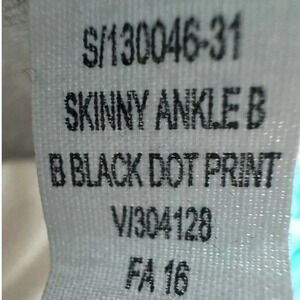 S/130046-31
SKINNY ANKLE B
B BLACK DOT PRINT
V/304128
FA 16